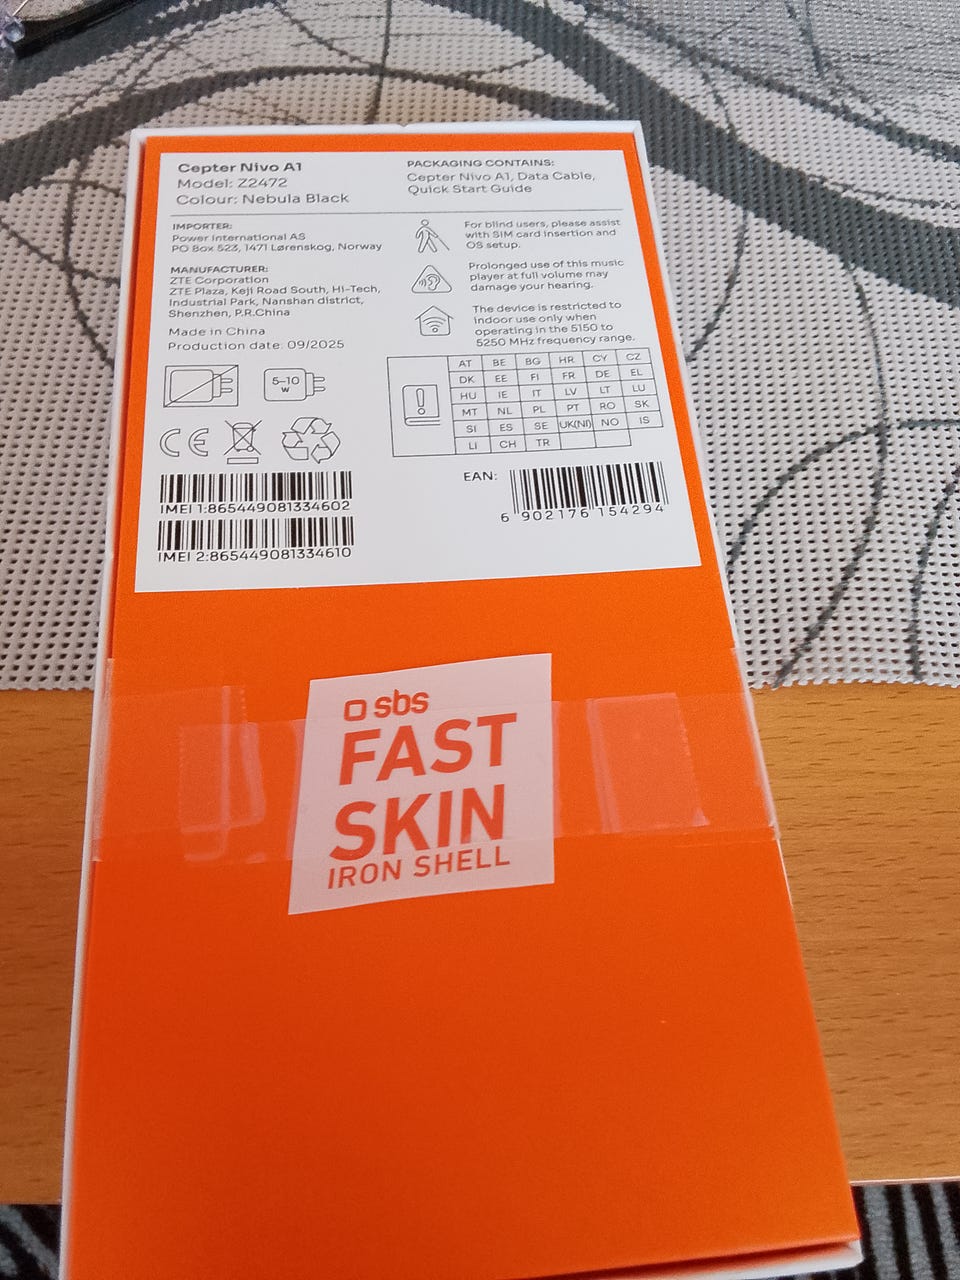 Cepter Nivo A1
Model: Z2472
Colour: Nebula Black
PACKAGING CONTAINS:
Cepter Nivo A1, Data Cable,
Quick Start Guide
IMPORTER:
Power International AS
PO Box 523, 1471 Lørenskog, Norway
MANUFACTURER:
ZTE Corporation
ZTE Plaza, Keji Road South, Hi-Tech,
Industrial Park, Nanshan district,
Shenzhen, P.R.China
Made in China
Production date: 09/2025
For blind users, please assist
with SIM card insertion and
OS setup.
Prolonged use of this music
player at full volume may
damage your hearing.
The device is restricted to
indoor use only when
operating in the 5150 to
5250 MHz frequency range.
5–10
W
CE
AT BE BG HR CY CZ
DK EE FI FR DE EL
HU IE IT LV LT LU
MT NL PL PT RO SK
SI ES SE UK(NI) NO IS
LI CH TR
IMEI 1:865449081334602
IMEI 2:865449081334610
EAN:
6 902176 154294
sbs
FAST
SKIN
IRON SHELL